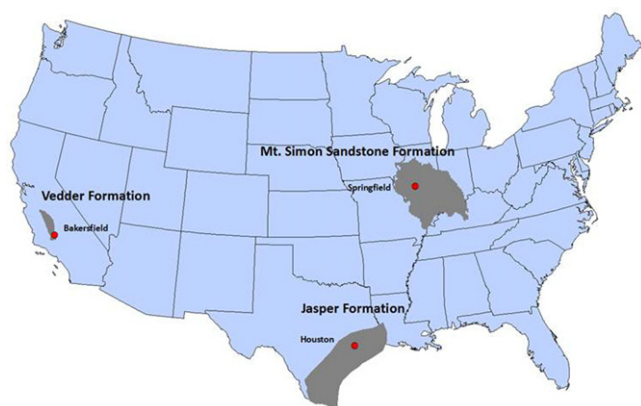 Mt. Simon Sandstone Formation
Springfield
Vedder Formation
Bakersfield
Jasper Formation
Houston